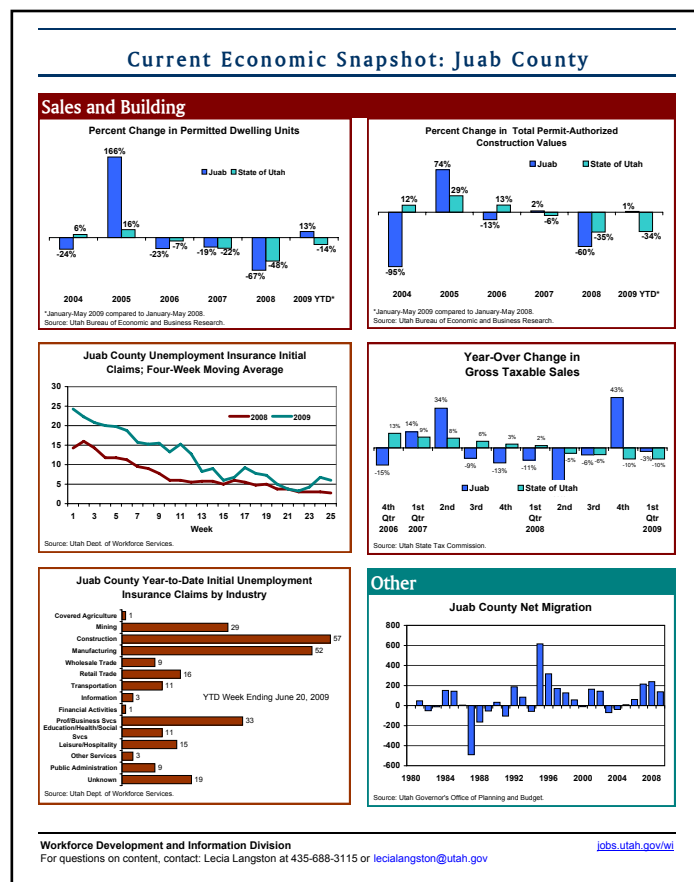 Current Economic Snapshot: Juab County
Sales and Building
Percent Change in Permitted Dwelling Units
166%
Juab State of Utah
6% 16% 13%
-24% -23% -7% -19% -22% -67% -48% -14%
2004 2005 2006 2007 2008 2009 YTD*
*January-May 2009 compared to January-May 2008.
Source: Utah Bureau of Economic and Business Research.
Percent Change in Total Permit-Authorized
Construction Values
74%
Juab State of Utah
12% 29% 13% 2% 1%
-95% -13% -6% -60% -35% -34%
2004 2005 2006 2007 2008 2009 YTD*
*January-May 2009 compared to January-May 2008.
Source: Utah Bureau of Economic and Business Research.
Juab County Unemployment Insurance Initial
Claims; Four-Week Moving Average
30
25
20
15
10
5
0
2008 2009
1 3 5 7 9 11 13 15 17 19 21 23 25
Week
Source: Utah Dept. of Workforce Services.
Year-Over Change in
Gross Taxable Sales
43%
34%
13% 14% 9% 8% 6% 3% 2%
-15% -9% -13% -11% -5% -6% -6% -10% -3% -10%
Juab State of Utah
4th 1st 2nd 3rd 4th 1st 2nd 3rd 4th 1st
Qtr Qtr Qtr Qtr
2006 2007 2008 2009
Source: Utah State Tax Commission.
Juab County Year-to-Date Initial Unemployment
Insurance Claims by Industry
Covered Agriculture 1
Mining 29
Construction 57
Manufacturing 52
Wholesale Trade 9
Retail Trade 16
Transportation 11
Information 3
YTD Week Ending June 20, 2009
Financial Activities 1
Prof/Business Svcs 33
Education/Health/Social
Svcs 11
Leisure/Hospitality 15
Other Services 3
Public Administration 9
Unknown 19
Source: Utah Dept. of Workforce Services.
Other
Juab County Net Migration
800
600
400
200
0
-200
-400
-600
1980 1984 1988 1992 1996 2000 2004 2008
Source: Utah Governor's Office of Planning and Budget.
Workforce Development and Information Division jobs.utah.gov/wi
For questions on content, contact: Lecia Langston at 435-688-3115 or lecialangston@utah.gov